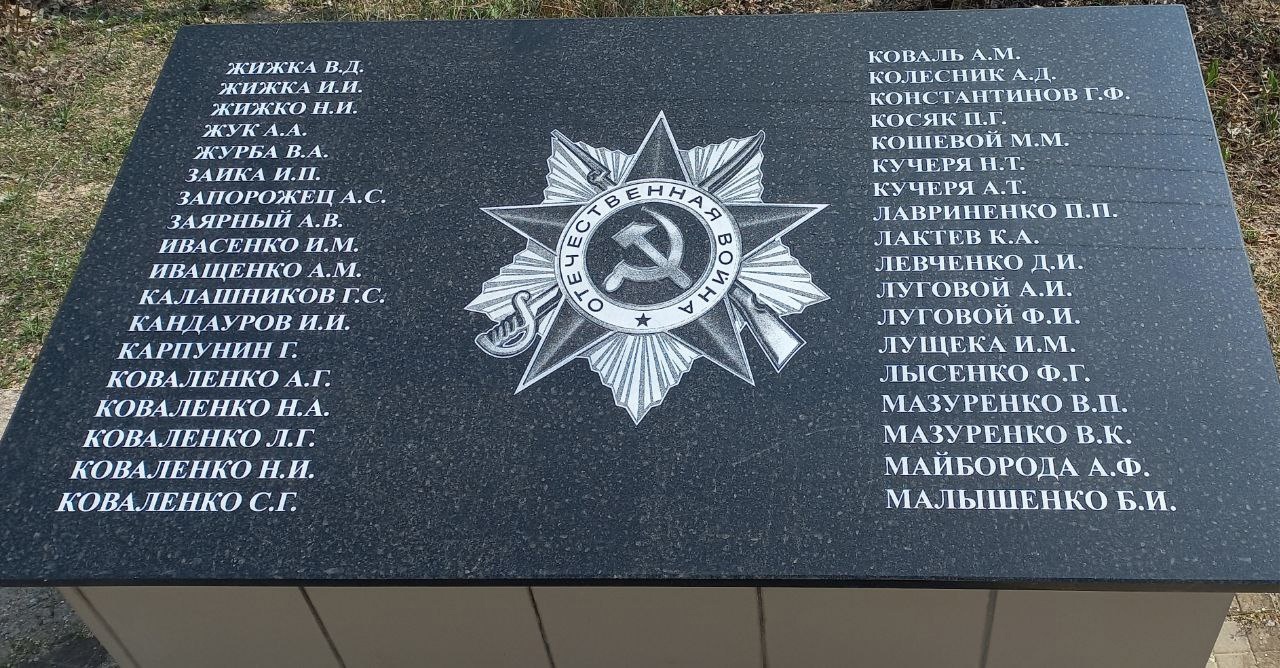 ЖИЖКА В.Д.
ЖИЖКА И.И.
ЖИЖКО Н.И.
ЖУК А.А.
ЖУРБА В.А.
ЗАИКА И.П.
ЗАПОРОЖЕЦ А.С.
ЗАЯРНЫЙ А.В.
ИВАСЕНКО И.М.
ИВАЩЕНКО А.М.
КАЛАШНИКОВ Г.С.
КАНДАУРОВ И.И.
КАРПУНИН Г.
КОВАЛЕНКО А.Г.
КОВАЛЕНКО Н.А.
КОВАЛЕНКО Л.Г.
КОВАЛЕНКО Н.И.
КОВАЛЕНКО С.Г.
ОТЕЧЕСТВЕННАЯ ВОЙНА
КОВАЛЬ А.М.
КОЛЕСНИК А.Д.
КОНСТАНТИНОВ Г.Ф.
КОСЯК П.Г.
КОШЕВОЙ М.М.
КУЧЕРЯ Н.Т.
КУЧЕРЯ А.Т.
ЛАВРИНЕНКО П.П.
ЛАКТЕВ К.А.
ЛЕВЧЕНКО Д.И.
ЛУГОВОЙ А.И.
ЛУГОВОЙ Ф.И.
ЛУЩЕКА И.М.
ЛЫСЕНКО Ф.Г.
МАЗУРЕНКО В.П.
МАЗУРЕНКО В.К.
МАЙБОРОДА А.Ф.
МАЛЫШЕНКО Б.И.